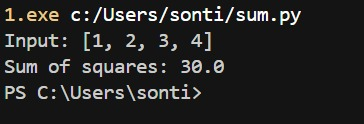 1.exe c:/Users/sonti/sum.py
Input: [1, 2, 3, 4]
Sum of squares: 30.0
PS C:\Users\sonti>